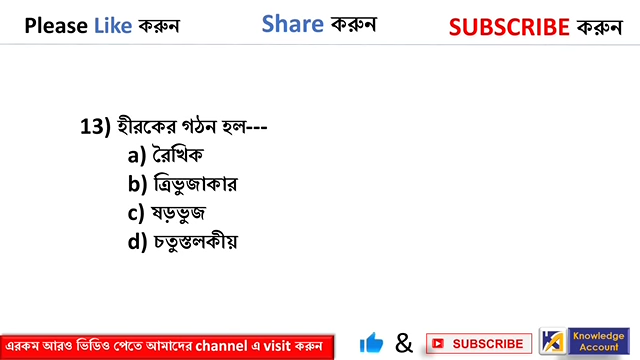 Please Like করুন
Share করুন
SUBSCRIBE করুন
13) হীরকের গঠন হল---
a) রৈখিক
b) ত্রিভুজাকার
c) ষড়ভুজ
d) চতুস্তলকীয়
এরকম আরও ভিডিও পেতে আমাদের channel এ visit করুন
&
SUBSCRIBE
Knowledge
Account